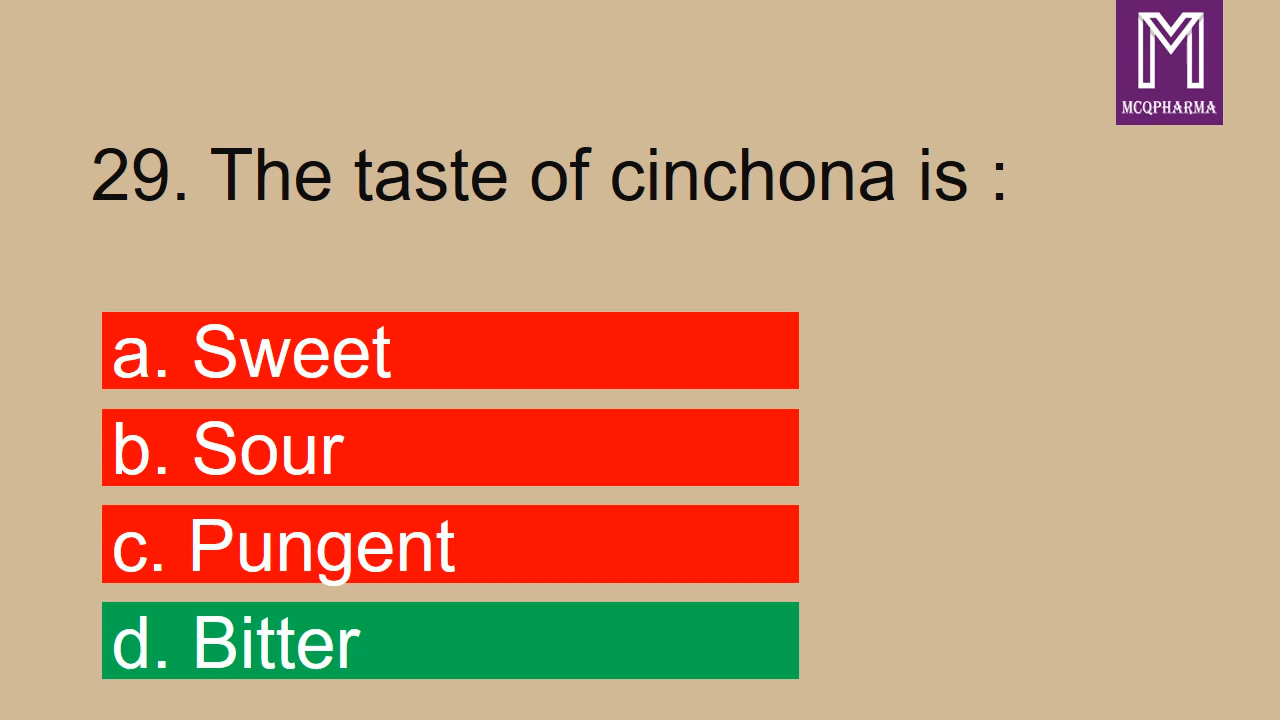 M
MCQPHARMA
29. The taste of cinchona is :
a. Sweet
b. Sour
c. Pungent
d. Bitter